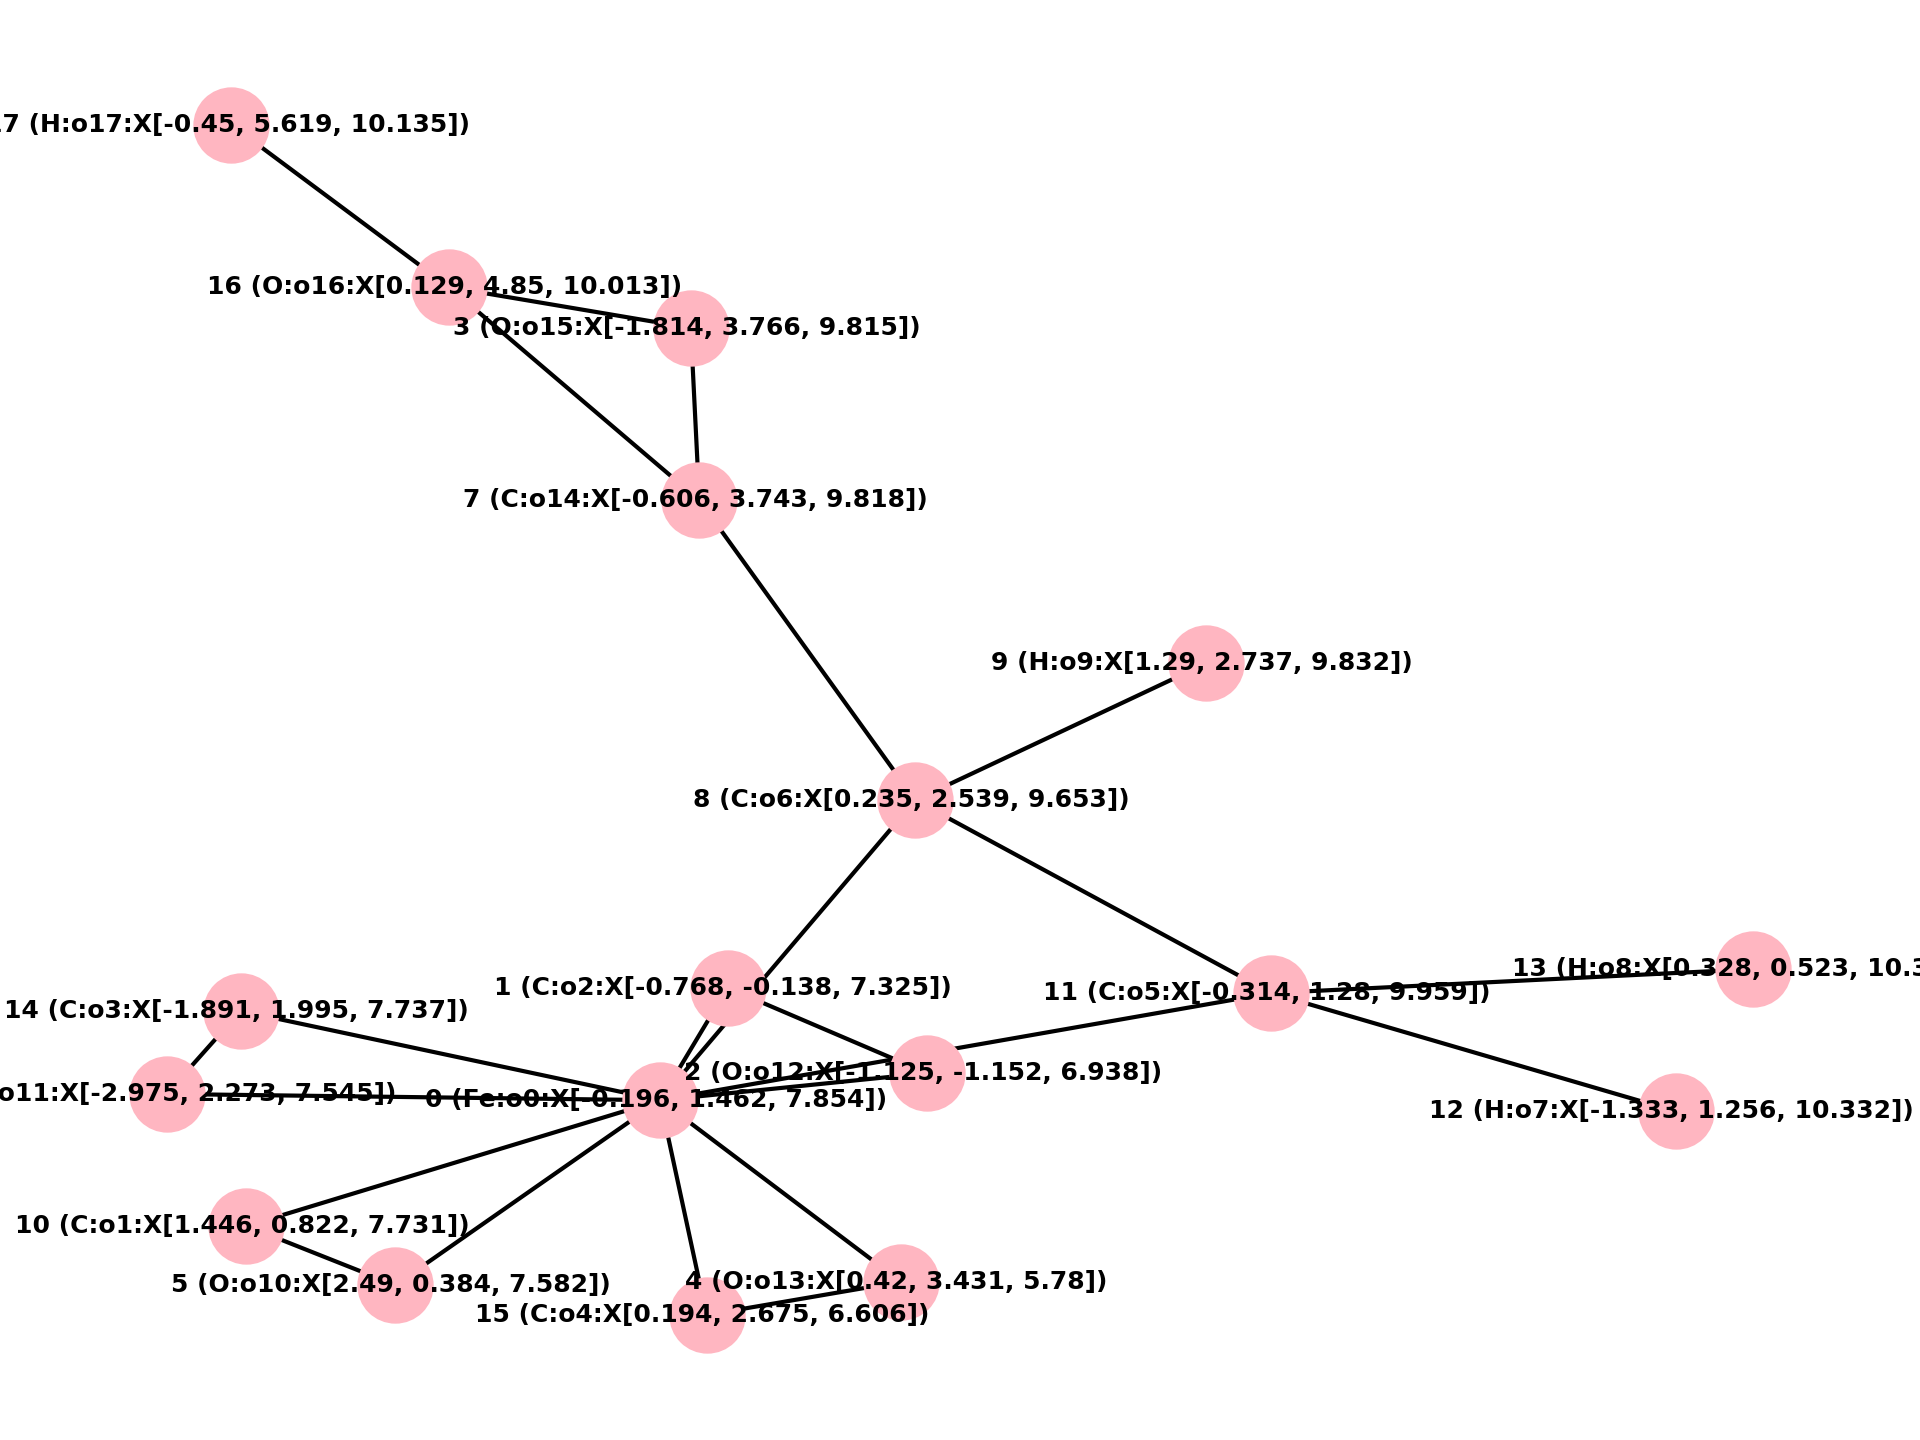 7 (H:o17:X[-0.45, 5.619, 10.135])
16 (O:o16:X[0.129, 4.85, 10.013])
3 (O:o15:X[-1.814, 3.766, 9.815])
7 (C:o14:X[-0.606, 3.743, 9.818])
9 (H:o9:X[1.29, 2.737, 9.832])
8 (C:o6:X[0.235, 2.539, 9.653])
13 (H:o8:X[0.328, 0.523, 10.3
1 (C:o2:X[-0.768, -0.138, 7.325])
11 (C:o5:X[-0.314, 1.28, 9.959])
14 (C:o3:X[-1.891, 1.995, 7.737])
2 (O:o12:X[-1.125, -1.152, 6.938])
o11:X[-2.975, 2.273, 7.545])
0 (Fe:o0:X[-0.196, 1.462, 7.854])
12 (H:o7:X[-1.333, 1.256, 10.332])
10 (C:o1:X[1.446, 0.822, 7.731])
5 (O:o10:X[2.49, 0.384, 7.582])
4 (O:o13:X[0.42, 3.431, 5.78])
15 (C:o4:X[0.194, 2.675, 6.606])